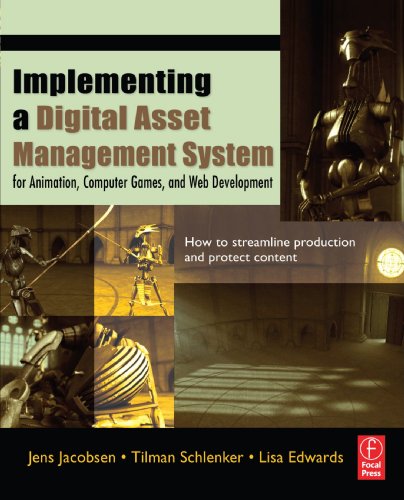 Implementing
a Digital Asset
Management System
for Animation, Computer Games, and Web Development
How to streamline production
and protect content
Jens Jacobsen • Tilman Schlenker • Lisa Edwards
Focal
Press